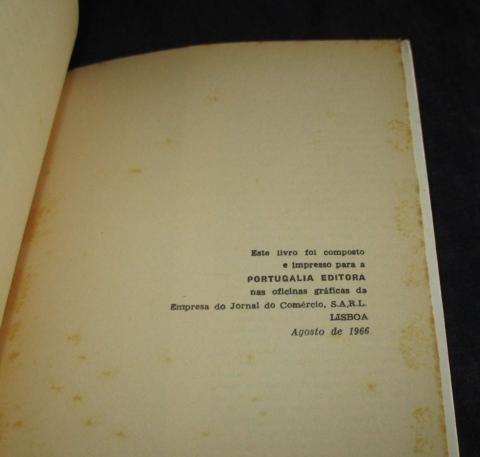 Este livro foi composto
e impresso para a
PORTUGALIA EDITORA
nas oficinas gráficas da
Empresa do Jornal do Comércio, S.A.R.L.
LISBOA
Agosto de 1966